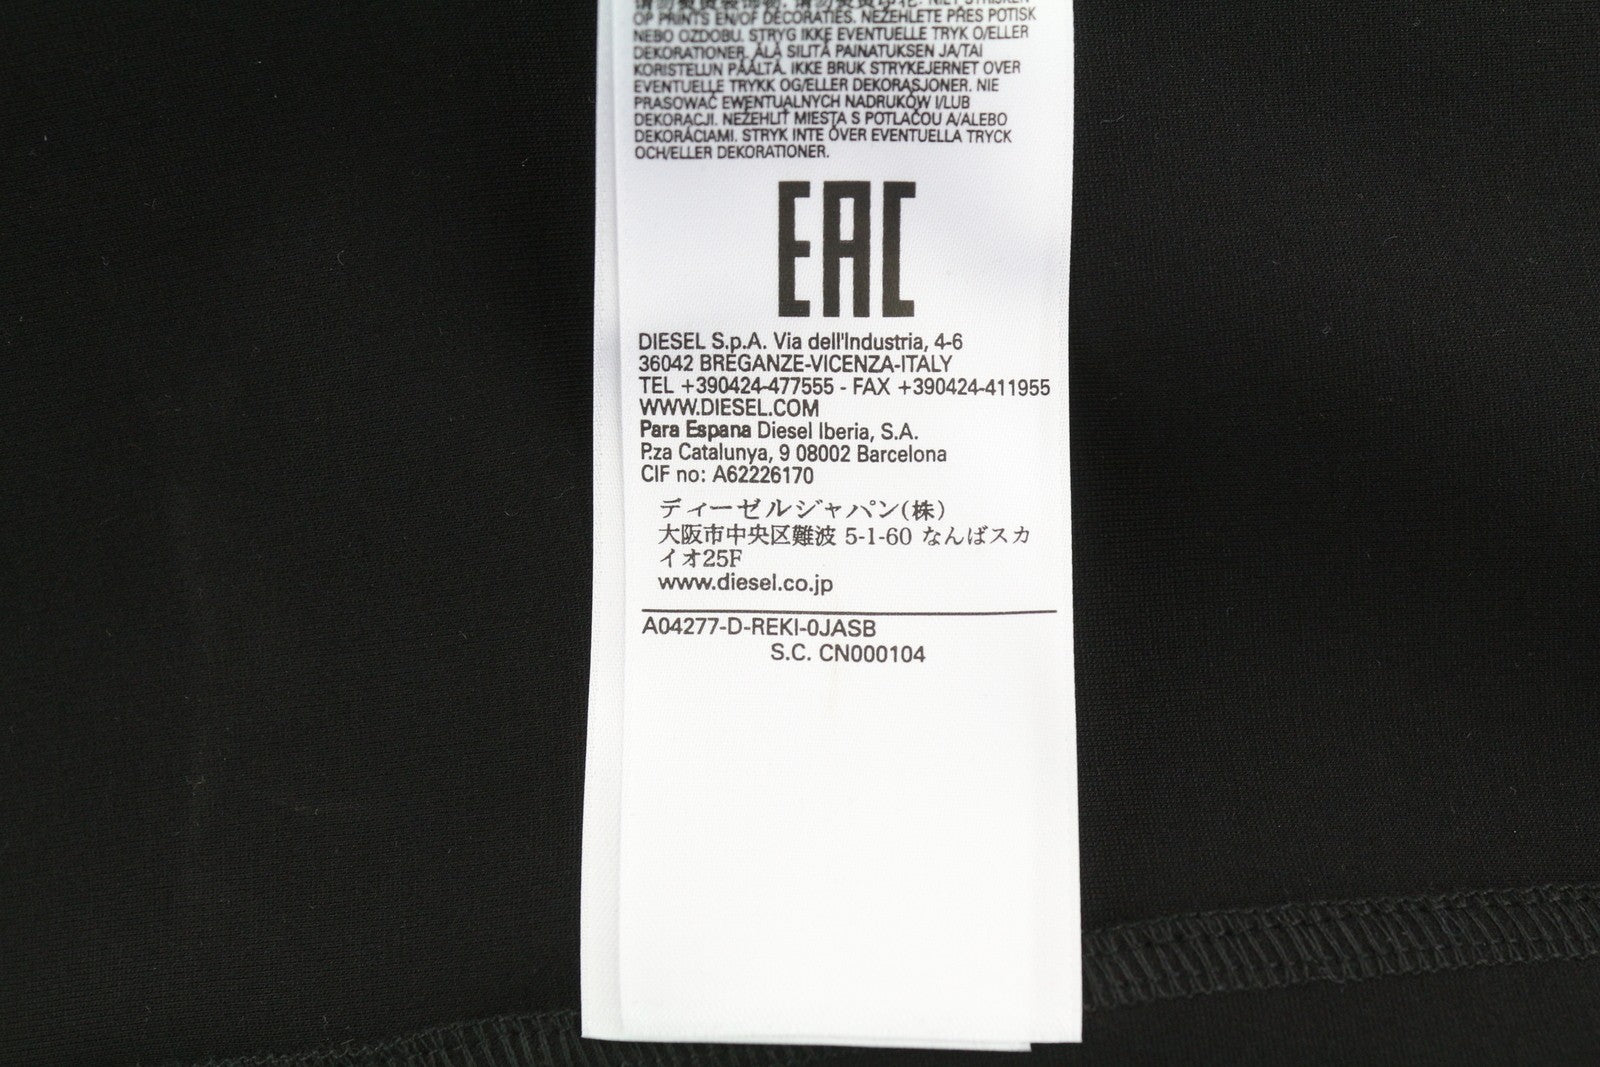 NIET STRIJKEN
OP PRINTS EN/OF DECORATIES. NEŽEHLETE PŘES POTISK
NEBO OZDOBU. STRYG IKKE EVENTUELLE TRYK O/ELLER
DEKORATIONER. ÄLÄ SILITÄ PAINATUKSEN JA/TAI
KORISTELUN PÄÄLTÄ. IKKE BRUK STRYKEJERNET OVER
EVENTUELLE TRYKK OG/ELLER DEKORASJONER. NIE
PRASOWAĆ EWENTUALNYCH NADRUKÓW I/LUB
DEKORACJI. NEŽEHLIŤ MIESTA S POTLAČOU A/ALEBO
DEKORÁCIAMI. STRYK INTE ÖVER EVENTUELLA TRYCK
OCH/ELLER DEKORATIONER.
EAC
DIESEL S.p.A. Via dell'Industria, 4-6
36042 BREGANZE-VICENZA-ITALY
TEL +390424-477555 - FAX +390424-411955
WWW.DIESEL.COM
Para Espana Diesel Iberia, S.A.
P.za Catalunya, 9 08002 Barcelona
CIF no: A62226170
ディーゼルジャパン(株)
大阪市中央区難波 5-1-60 なんばスカ
イオ25F
www.diesel.co.jp
A04277-D-REKI-0JASB
S.C. CN000104